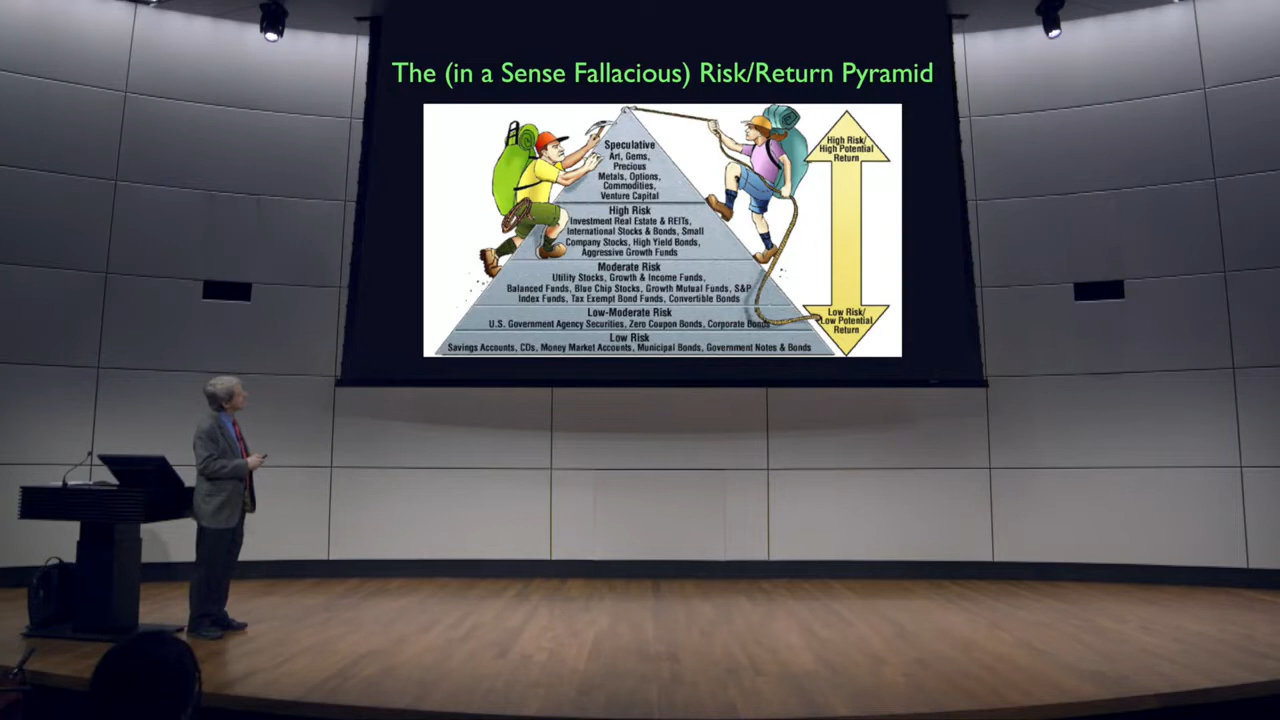 The (in a Sense Fallacious) Risk/Return Pyramid
Speculative
Art, Gems,
Precious
Metals, Options,
Commodities,
Venture Capital
High Risk
Investment Real Estate & REITs,
International Stocks & Bonds, Small
Company Stocks, High Yield Bonds,
Aggressive Growth Funds
Moderate Risk
Utility Stocks, Growth & Income Funds,
Balanced Funds, Blue Chip Stocks, Growth Mutual Funds, S&P
Index Funds, Tax Exempt Bond Funds, Convertible Bonds
Low-Moderate Risk
U.S. Government Agency Securities, Zero Coupon Bonds, Corporate Bonds
Low Risk
Savings Accounts, CDs, Money Market Accounts, Municipal Bonds, Government Notes & Bonds
High Risk/
High Potential
Return
Low Risk/
Low Potential
Return